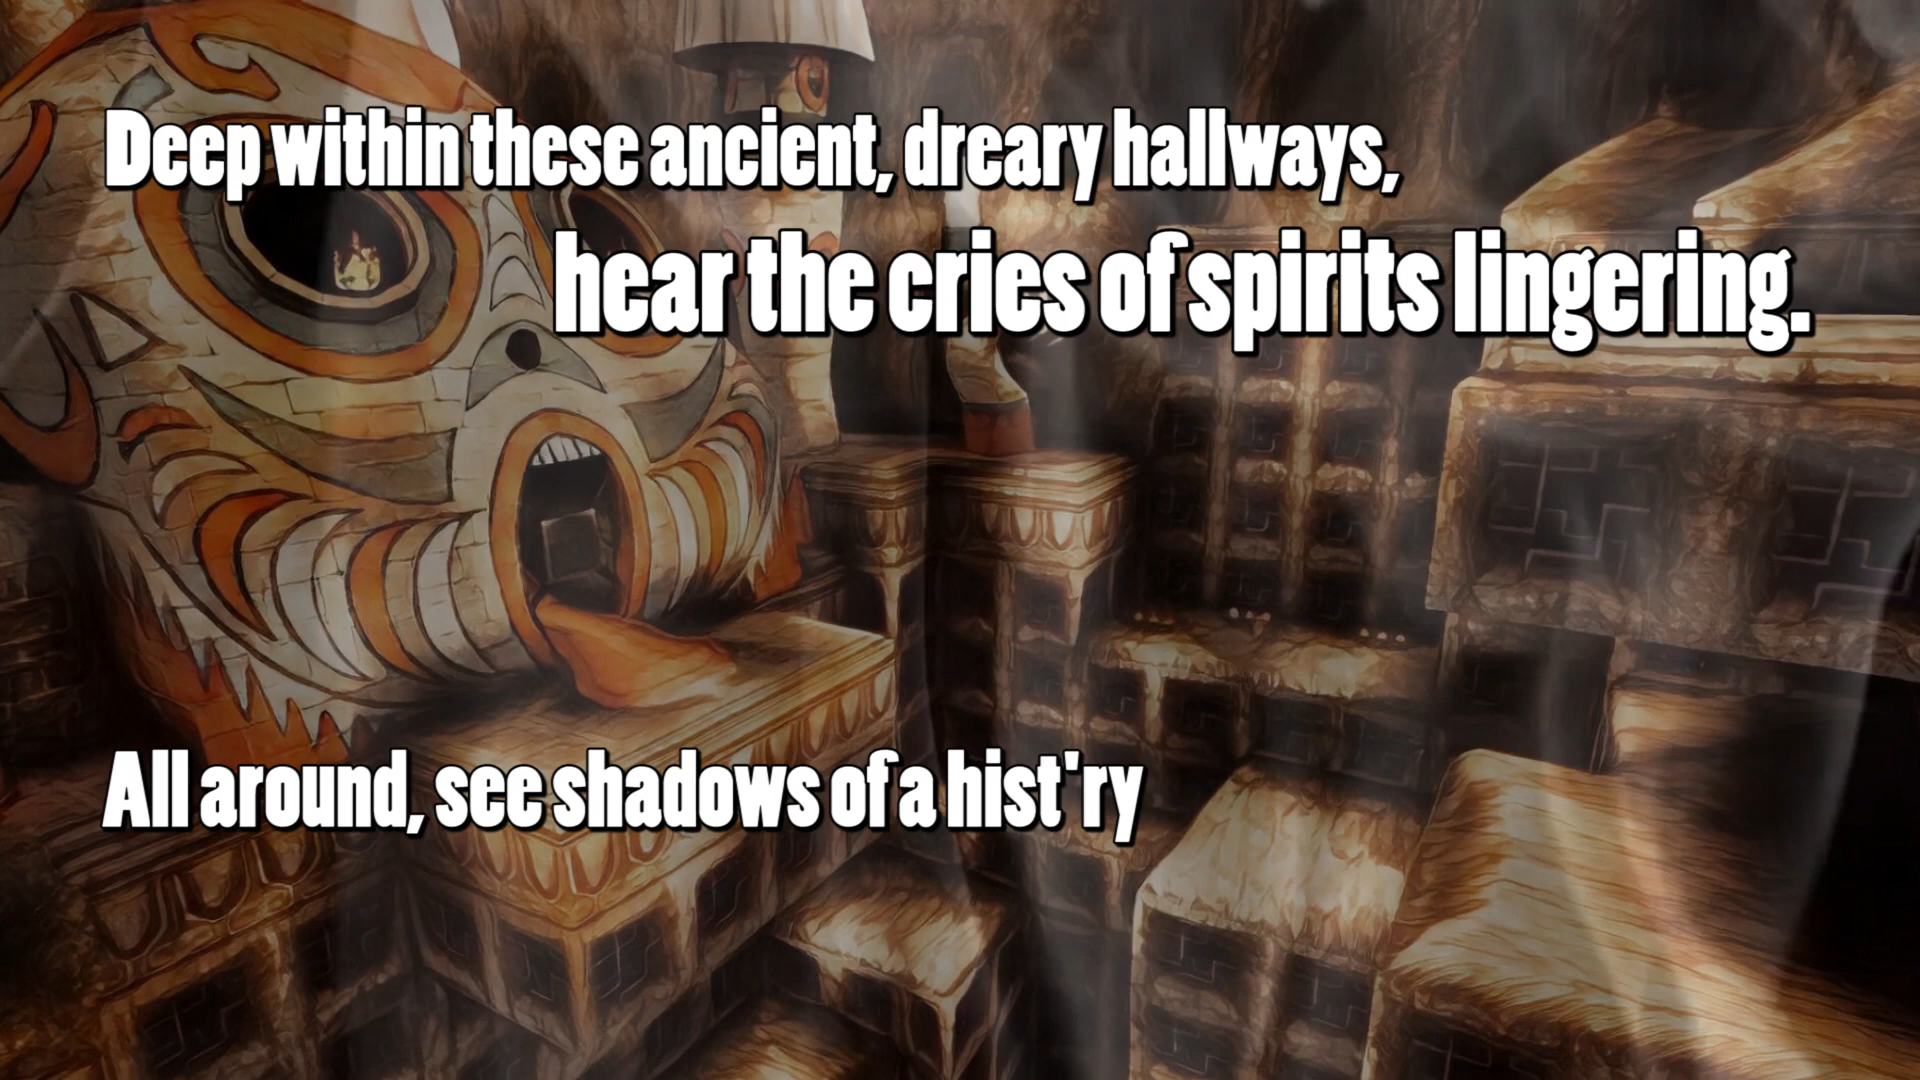 Deep within these ancient, dreary hallways,
hear the cries of spirits lingering.
All around, see shadows of a hist'ry